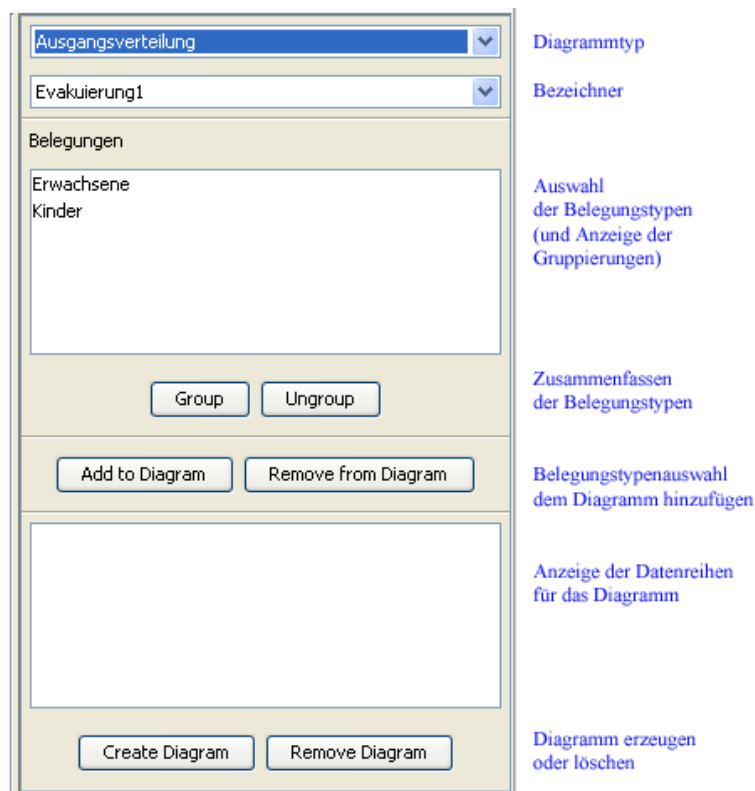 Ausgangsverteilung
Diagrammtyp
Evakuierung1
Bezeichner
Belegungen
Erwachsene
Kinder
Auswahl
der Belegungstypen
(und Anzeige der
Gruppierungen)
Group Ungroup
Zusammenfassen
der Belegungstypen
Add to Diagram Remove from Diagram
Belegungstypenauswahl
dem Diagramm hinzufügen
Anzeige der Datenreihen
für das Diagramm
Create Diagram Remove Diagram
Diagramm erzeugen
oder löschen